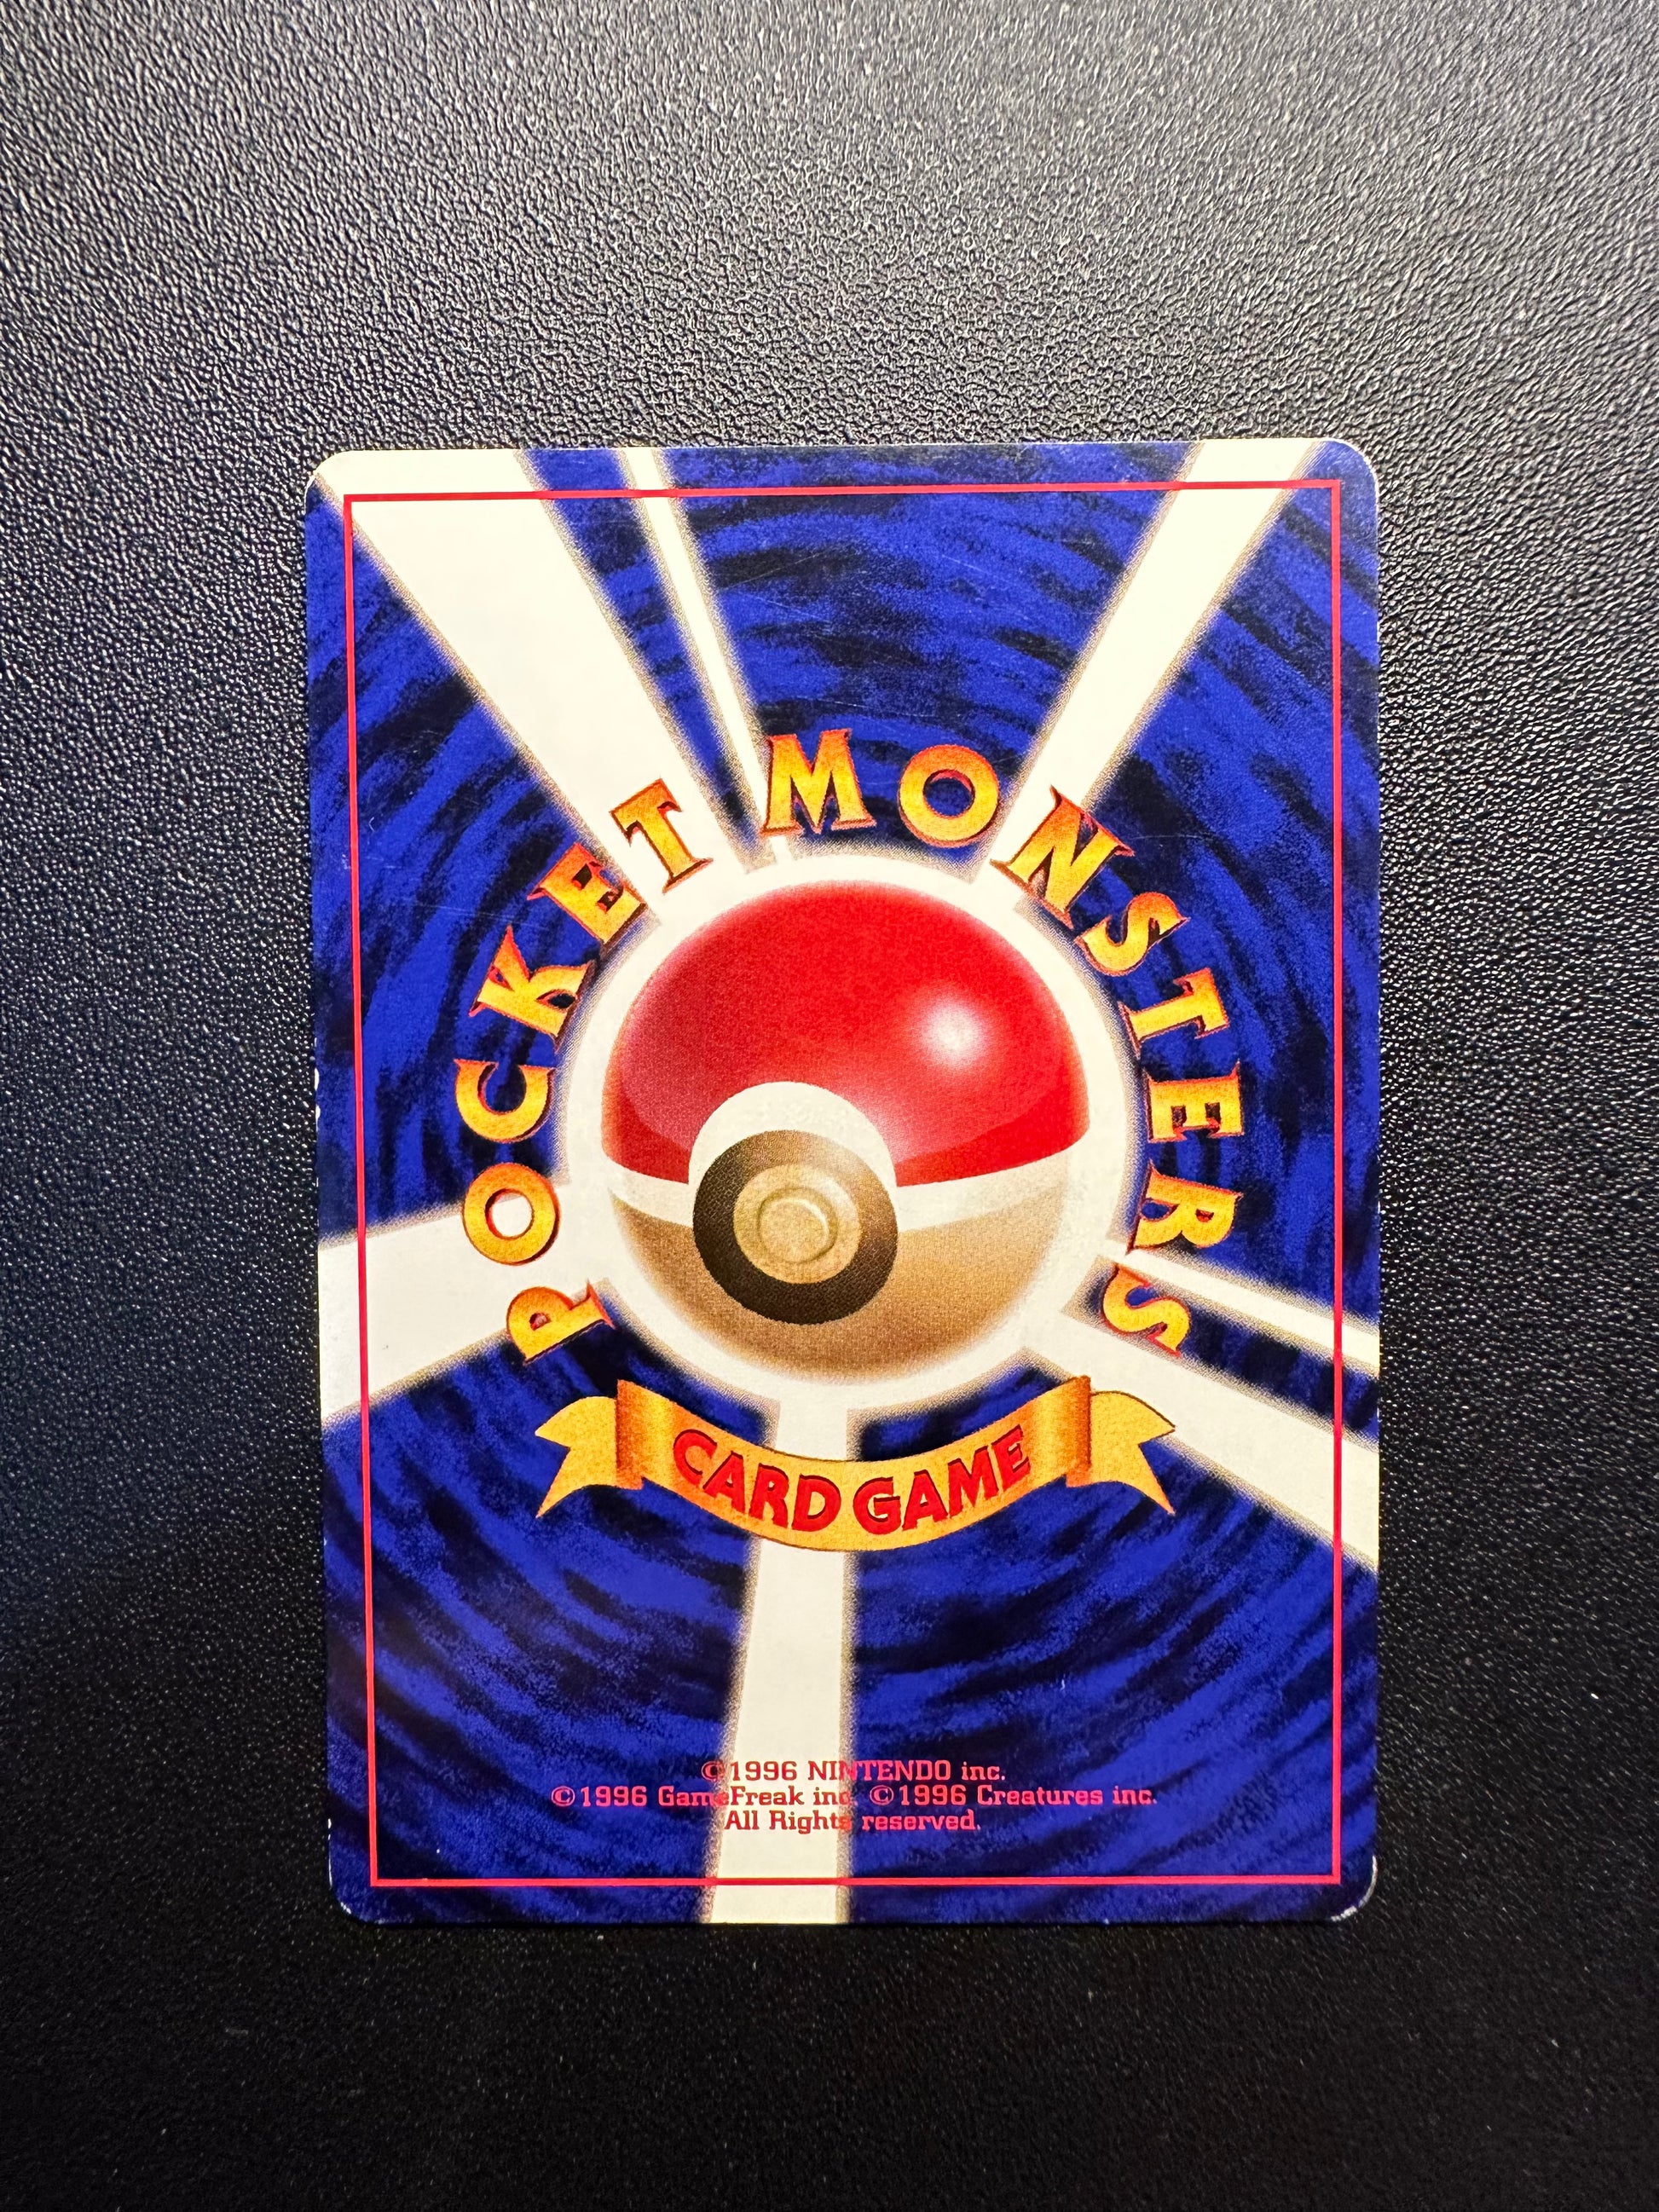 POCKET MONSTERS
CARD GAME
©1996 NINTENDO inc.
©1996 GameFreak inc. ©1996 Creatures inc.
All Rights reserved.